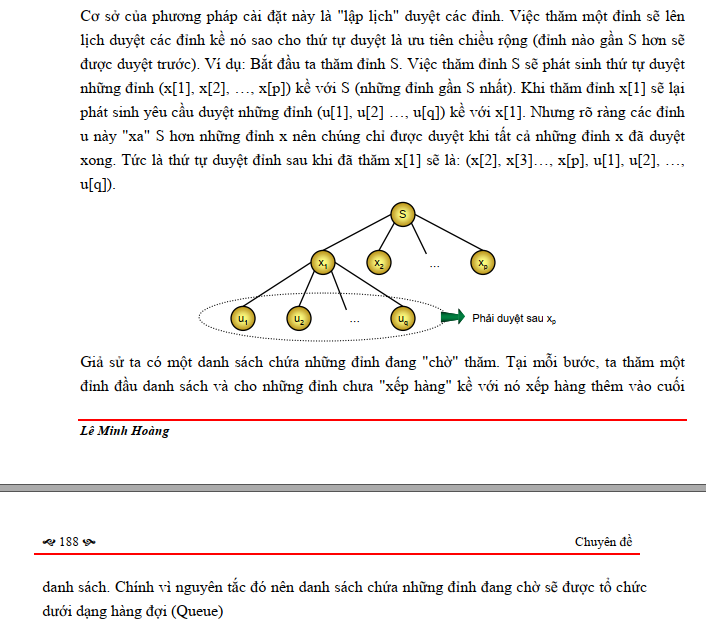 Cơ sở của phương pháp cài đặt này là "lập lịch" duyệt các đỉnh. Việc thăm một đỉnh sẽ lên
lịch duyệt các đỉnh kề nó sao cho thứ tự duyệt là ưu tiên chiều rộng (đỉnh nào gần S hơn sẽ
được duyệt trước). Ví dụ: Bắt đầu ta thăm đỉnh S. Việc thăm đỉnh S sẽ phát sinh thứ tự duyệt
những đỉnh (x[1], x[2], …, x[p]) kề với S (những đỉnh gần S nhất). Khi thăm đỉnh x[1] sẽ lại
phát sinh yêu cầu duyệt những đỉnh (u[1], u[2] …, u[q]) kề với x[1]. Nhưng rõ ràng các đỉnh
u này "xa" S hơn những đỉnh x nên chúng chỉ được duyệt khi tất cả những đỉnh x đã duyệt
xong. Tức là thứ tự duyệt đỉnh sau khi đã thăm x[1] sẽ là: (x[2], x[3]…, x[p], u[1], u[2], …,
u[q]).
S
x1 x2 ... xp
u1 u2 ... uq Phải duyệt sau xp
Giả sử ta có một danh sách chứa những đỉnh đang "chờ" thăm. Tại mỗi bước, ta thăm một
đỉnh đầu danh sách và cho những đỉnh chưa "xếp hàng" kề với nó xếp hàng thêm vào cuối
Lê Minh Hoàng
188 Chuyên đề
danh sách. Chính vì nguyên tắc đó nên danh sách chứa những đỉnh đang chờ sẽ được tổ chức
dưới dạng hàng đợi (Queue)